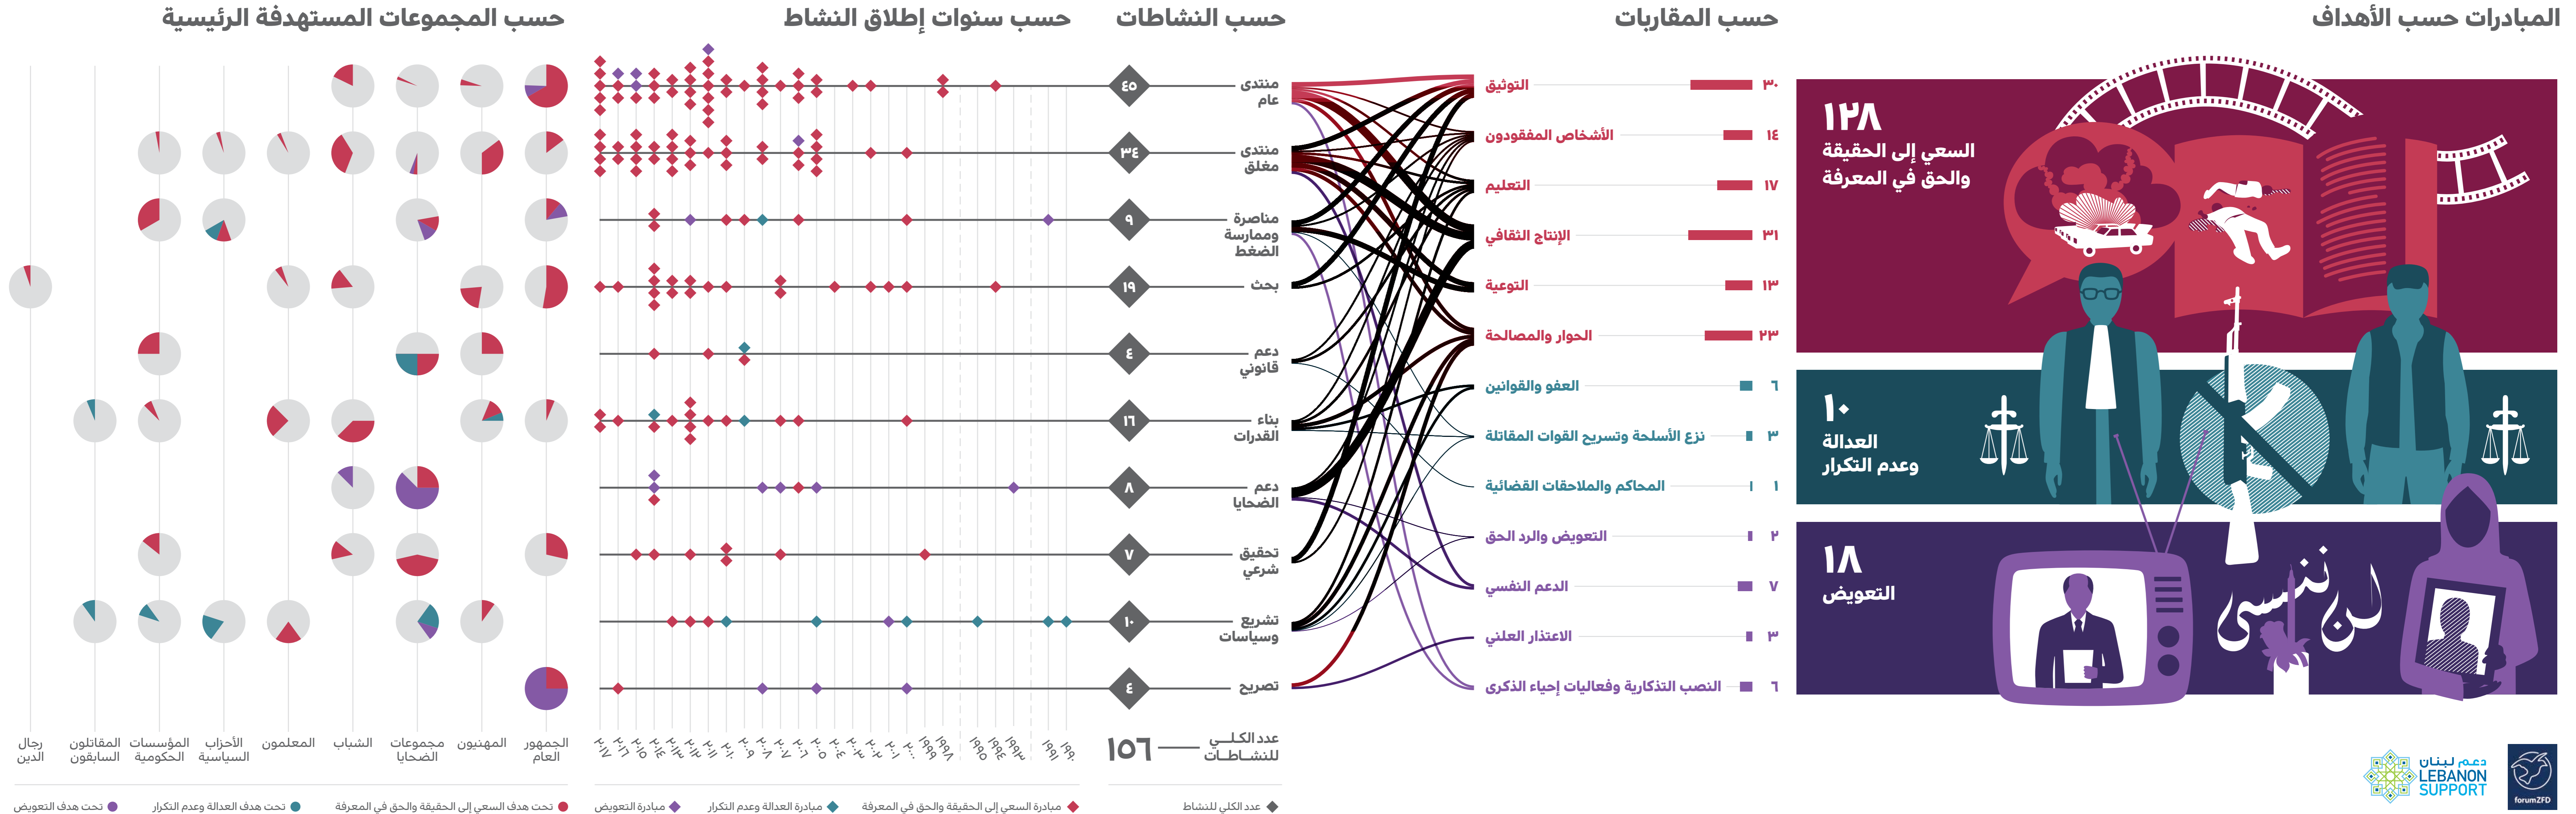 المبادرات حسب الأهداف
١٢٨
السعي إلى الحقيقة
والحق في المعرفة
١٠
العدالة
وعدم التكرار
١٨
التعويض
لن ننسى
دعم لبنان
LEBANON
SUPPORT
forumZFD
حسب المقاربات
٣٠ التوثيق
١٤ الأشخاص المفقودون
١٧ التعليم
٣١ الإنتاج الثقافي
١٣ التوعية
٢٣ الحوار والمصالحة
٦ العفو والقوانين
٣ نزع الأسلحة وتسريح القوات المقاتلة
١ المحاكم والملاحقات القضائية
٢ التعويض والرد الحق
٧ الدعم النفسي
٣ الاعتذار العلني
٦ النصب التذكارية وفعاليات إحياء الذكرى
حسب النشاطات
منتدى
عام
٤٥
منتدى
مغلق
٣٤
مناصرة
وممارسة
الضغط
٩
بحث
١٩
دعم
قانوني
٤
بناء
القدرات
١٦
دعم
الضحايا
٨
تحقيق
شرعي
٧
تشريع
وسياسات
١٠
تصريح
٤
عدد الكلـــي
للنشـاطــات
١٥٦
عدد الكلي للنشاط
حسب سنوات إطلاق النشاط
١٩٩٠ ١٩٩١ ١٩٩٣ ١٩٩٤ ١٩٩٥ ١٩٩٨ ١٩٩٩ ٢٠٠٠ ٢٠٠١ ٢٠٠٢ ٢٠٠٣ ٢٠٠٤ ٢٠٠٥ ٢٠٠٦ ٢٠٠٧ ٢٠٠٨ ٢٠٠٩ ٢٠١٠ ٢٠١١ ٢٠١٢ ٢٠١٣ ٢٠١٤ ٢٠١٥ ٢٠١٦ ٢٠١٧
مبادرة السعي إلى الحقيقة والحق في المعرفة
مبادرة العدالة وعدم التكرار
مبادرة التعويض
حسب المجموعات المستهدفة الرئيسية
الجمهور
العام
المهنيون
مجموعات
الضحايا
الشباب
المعلمون
الأحزاب
السياسية
المؤسسات
الحكومية
المقاتلون
السابقون
رجال
الدين
تحت هدف السعي إلى الحقيقة والحق في المعرفة
تحت هدف العدالة وعدم التكرار
تحت هدف التعويض